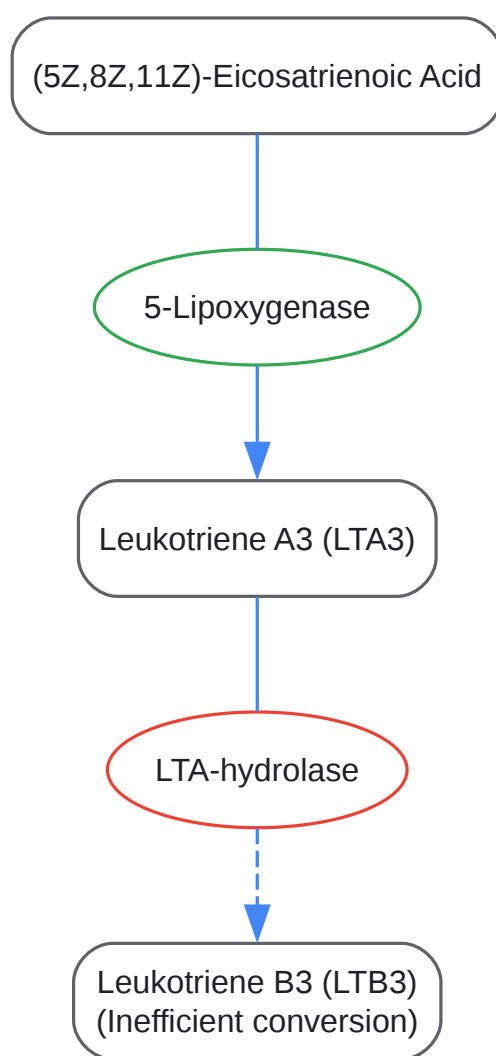 (5Z,8Z,11Z)-Eicosatrienoic Acid
5-Lipoxygenase
Leukotriene A3 (LTA3)
LTA-hydrolase
Leukotriene B3 (LTB3)
(Inefficient conversion)